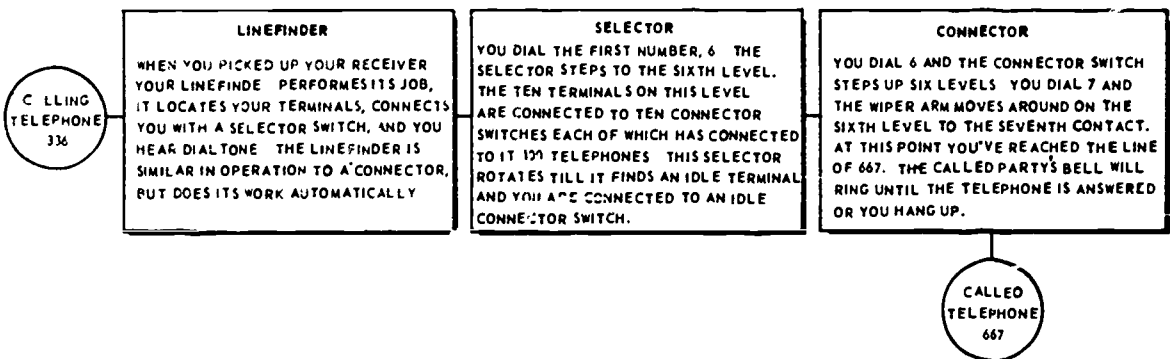 C LLING
TELEPHONE
336
LINEFINDER
WHEN YOU PICKED UP YOUR RECEIVER
YOUR LINEFINDE PERFORMES ITS JOB,
IT LOCATES YOUR TERMINALS, CONNECTS
YOU WITH A SELECTOR SWITCH, AND YOU
HEAR DIAL TONE THE LINEFINDER IS
SIMILAR IN OPERATION TO A CONNECTOR,
BUT DOES ITS WORK AUTOMATICALLY
SELECTOR
YOU DIAL THE FIRST NUMBER, 6 THE
SELECTOR STEPS TO THE SIXTH LEVEL.
THE TEN TERMINALS ON THIS LEVEL
ARE CONNECTED TO TEN CONNECTOR
SWITCHES EACH OF WHICH HAS CONNECTED
TO IT TELEPHONES THIS SELECTOR
ROTATES TILL IT FINDS AN IDLE TERMINAL
AND YOU ARE CONNECTED TO AN IDLE
CONNECTOR SWITCH.
CONNECTOR
YOU DIAL 6 AND THE CONNECTOR SWITCH
STEPS UP SIX LEVELS YOU DIAL 7 AND
THE WIPER ARM MOVES AROUND ON THE
SIXTH LEVEL TO THE SEVENTH CONTACT.
AT THIS POINT YOU'VE REACHED THE LINE
OF 667. THE CALLED PARTY'S BELL WILL
RING UNTIL THE TELEPHONE IS ANSWERED
OR YOU HANG UP.
CALLED
TELEPHONE
667